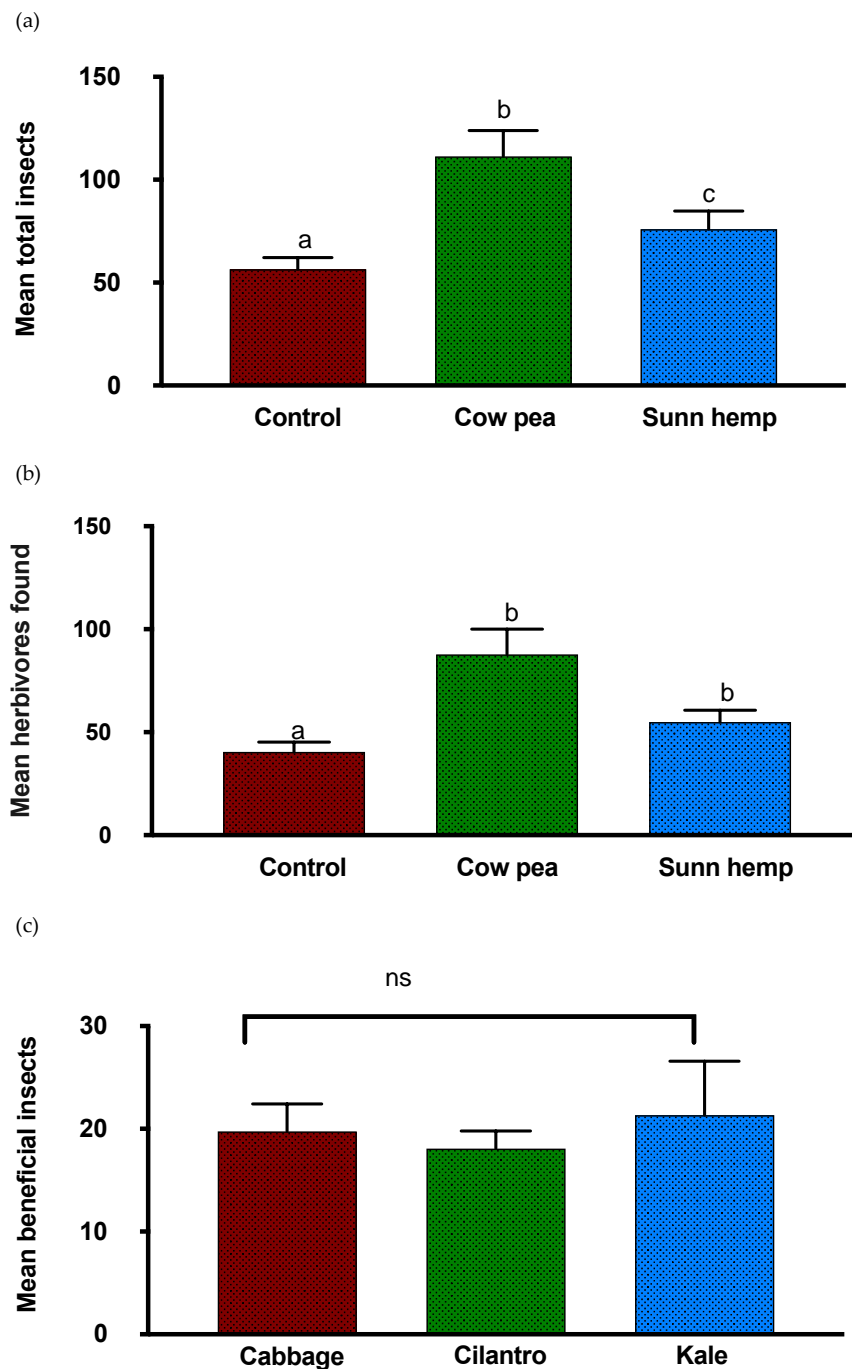 (a)
Mean total insects
150
100
50
0
a
b
c
Control Cow pea Sunn hemp
(b)
Mean herbivores found
150
100
50
0
a
b
b
Control Cow pea Sunn hemp
(c)
Mean beneficial insects
ns
30
20
10
0
Cabbage Cilantro Kale